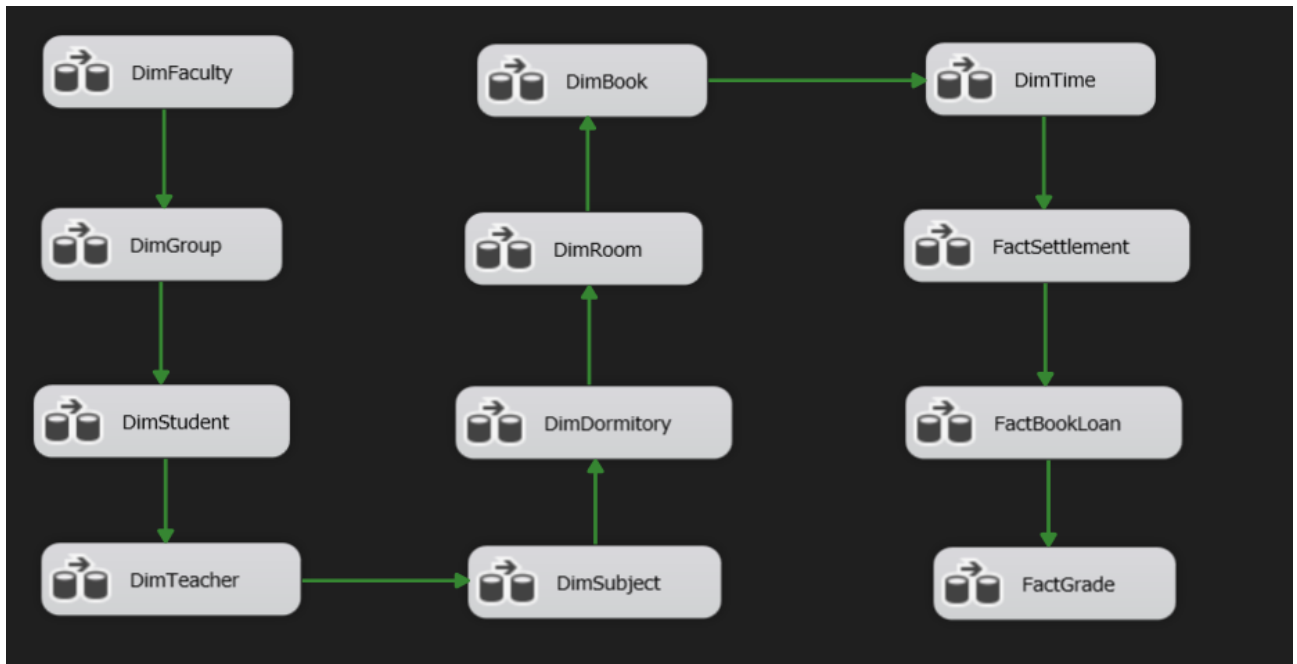 DimFaculty
DimGroup
DimStudent
DimTeacher
DimSubject
DimDormitory
DimRoom
DimBook
DimTime
FactSettlement
FactBookLoan
FactGrade